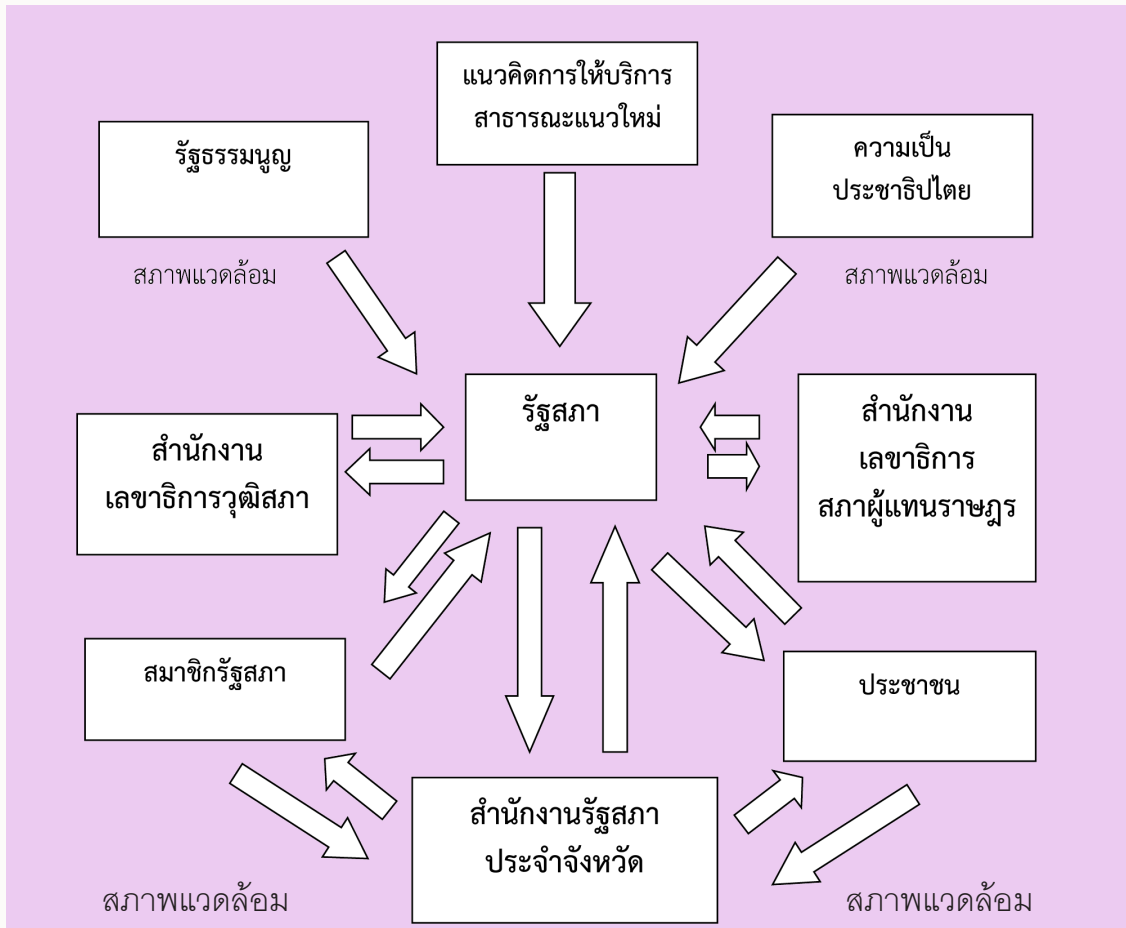 แนวคิดการให้บริการ
สาธารณะแนวใหม่
รัฐธรรมนูญ
ความเป็น
ประชาธิปไตย
สภาพแวดล้อม
สภาพแวดล้อม
รัฐสภา
สำนักงาน
เลขาธิการวุฒิสภา
สำนักงาน
เลขาธิการ
สภาผู้แทนราษฎร
สมาชิกรัฐสภา
ประชาชน
สำนักงานรัฐสภา
ประจำจังหวัด
สภาพแวดล้อม
สภาพแวดล้อม